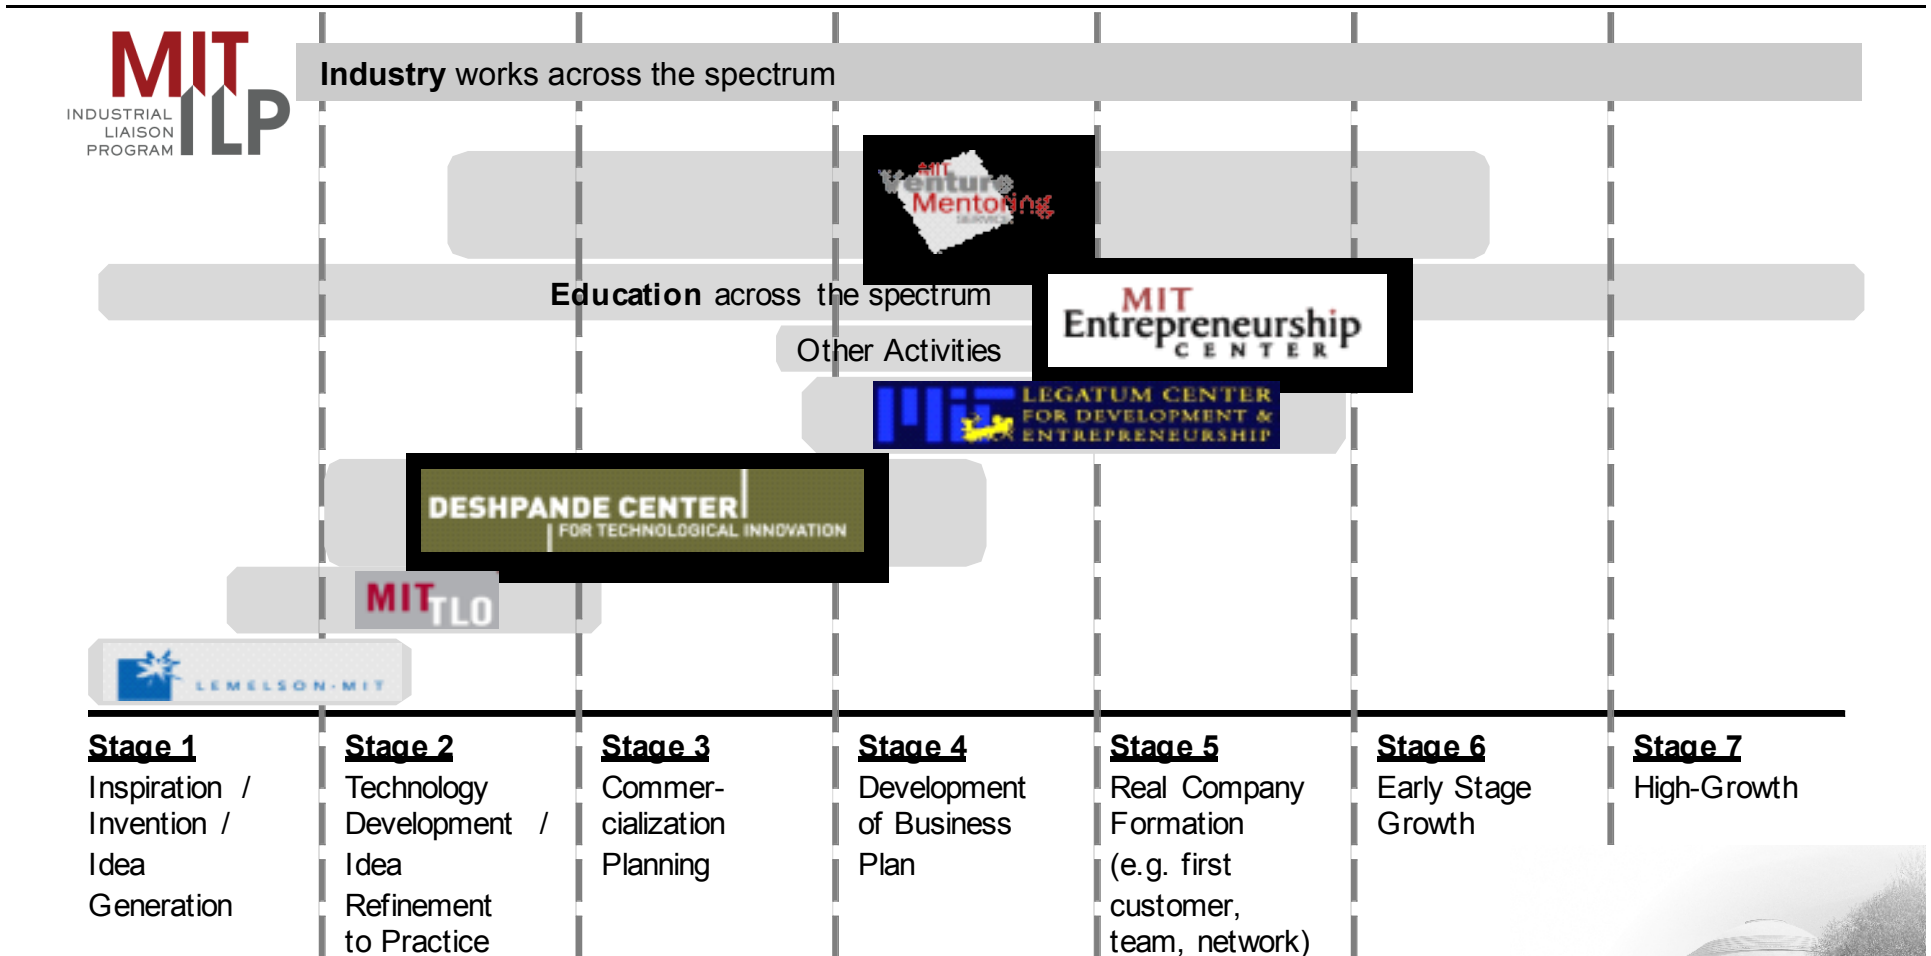 MIT
ILP
INDUSTRIAL
LIAISON
PROGRAM
Industry works across the spectrum
MIT
Venture
Mentoring
SERVICE
Education across the spectrum
MIT
Entrepreneurship
CENTER
Other Activities
MIT
LEGATUM CENTER
FOR DEVELOPMENT &
ENTREPRENEURSHIP
DESHPANDE CENTER
FOR TECHNOLOGICAL INNOVATION
MIT
TLO
LEMELSON-MIT
Stage 1
Inspiration /
Invention /
Idea
Generation
Stage 2
Technology
Development /
Idea
Refinement
to Practice
Stage 3
Commer-
cialization
Planning
Stage 4
Development
of Business
Plan
Stage 5
Real Company
Formation
(e.g. first
customer,
team, network)
Stage 6
Early Stage
Growth
Stage 7
High-Growth